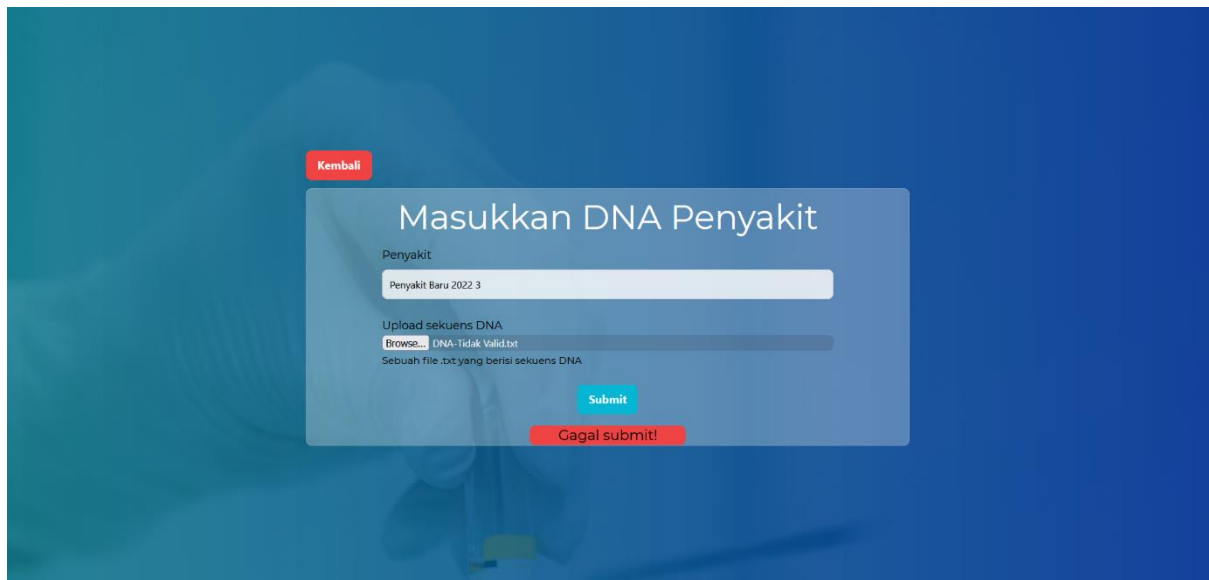 Kembali
Masukkan DNA Penyakit
Penyakit
Penyakit Baru 2022 3
Upload sekuens DNA
Browse... DNA-Tidak Valid.txt
Sebuah file .txt yang berisi sekuens DNA
Submit
Gagal submit!